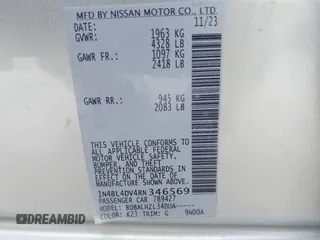 MFD BY NISSAN MOTOR CO., LTD.
DATE: 11/23
GVWR: 1963 KG
4328 LB
GAWR FR: 1097 KG
2418 LB
GAWR RR: 945 KG
2083 LB
THIS VEHICLE CONFORMS TO ALL
APPLICABLE FEDERAL MOTOR
VEHICLE SAFETY,
BUMPER, AND THEFT
PREVENTION STANDARDS
IN EFFECT ON THE DATE OF
MANUFACTURE SHOWN ABOVE.
1N4BL4DV4RN346569
PASSENGER CAR 789427
MODEL: BDBALHZL34DUA-----
COLOR: K23 TRIM: G 9N00A